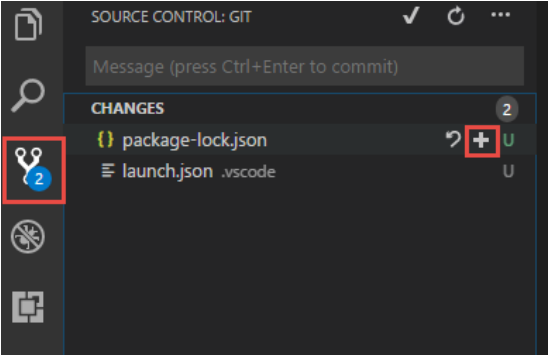 SOURCE CONTROL: GIT
Message (press Ctrl+Enter to commit)
CHANGES 2
{} package-lock.json U
2
launch.json .vscode U